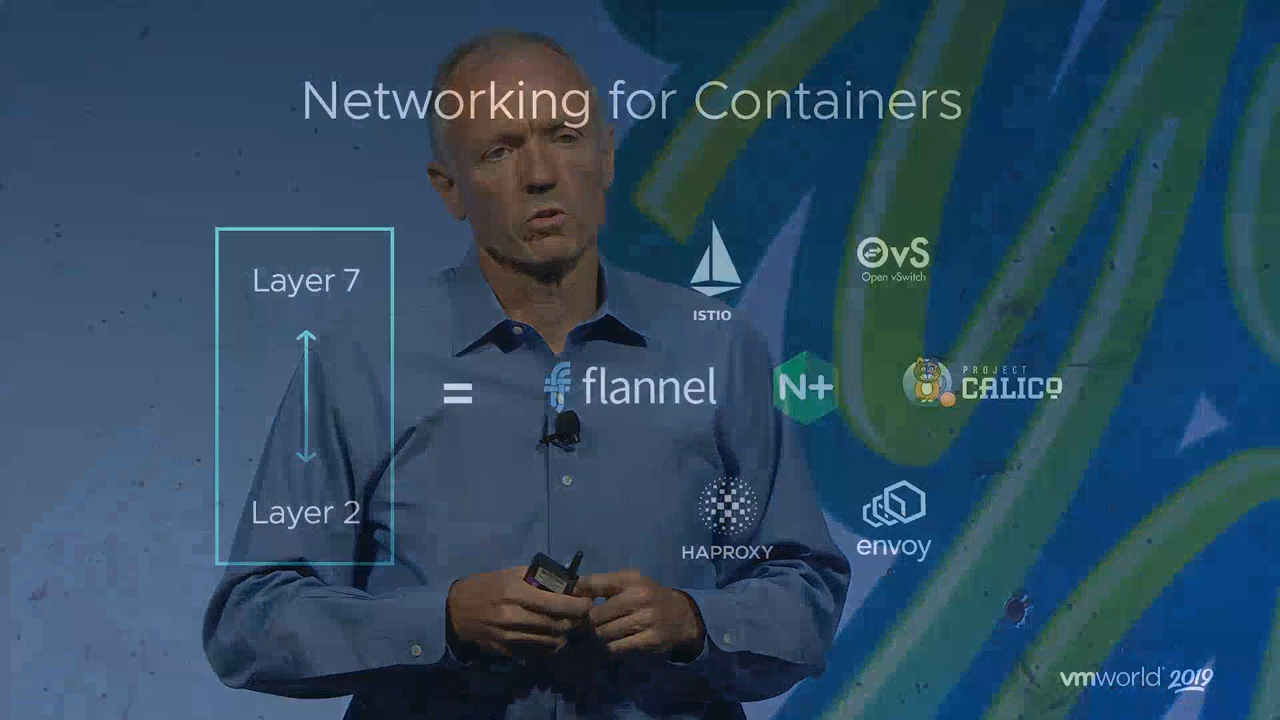 Networking for Containers
Layer 7
Layer 2
=
ISTIO
OvS
Open vSwitch
flannel
N+
PROJECT
CALICO
HAPROXY
envoy
vmworld 2019